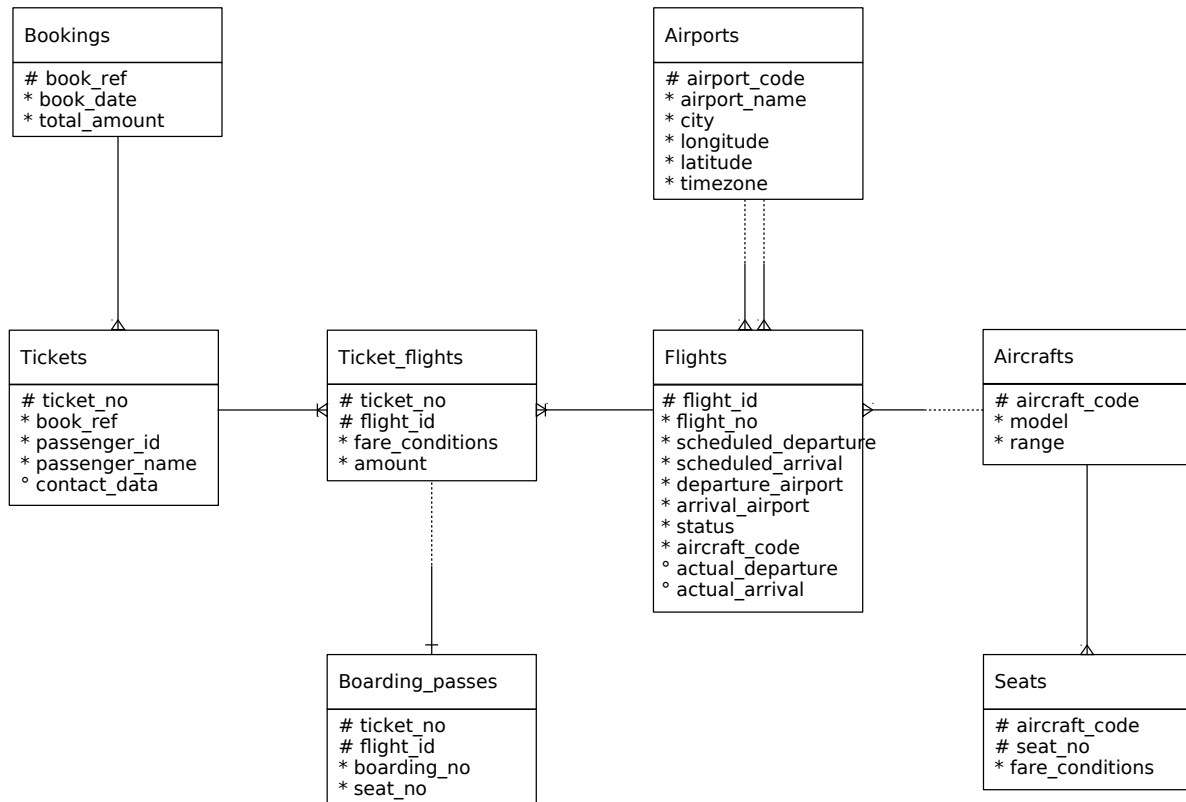 Bookings
# book_ref
* book_date
* total_amount
Airports
# airport_code
* airport_name
* city
* longitude
* latitude
* timezone
Tickets
# ticket_no
* book_ref
* passenger_id
* passenger_name
° contact_data
Ticket_flights
# ticket_no
# flight_id
* fare_conditions
* amount
Flights
# flight_id
* flight_no
* scheduled_departure
* scheduled_arrival
* departure_airport
* arrival_airport
* status
* aircraft_code
° actual_departure
° actual_arrival
Aircrafts
# aircraft_code
* model
* range
Boarding_passes
# ticket_no
# flight_id
* boarding_no
* seat_no
Seats
# aircraft_code
# seat_no
* fare_conditions